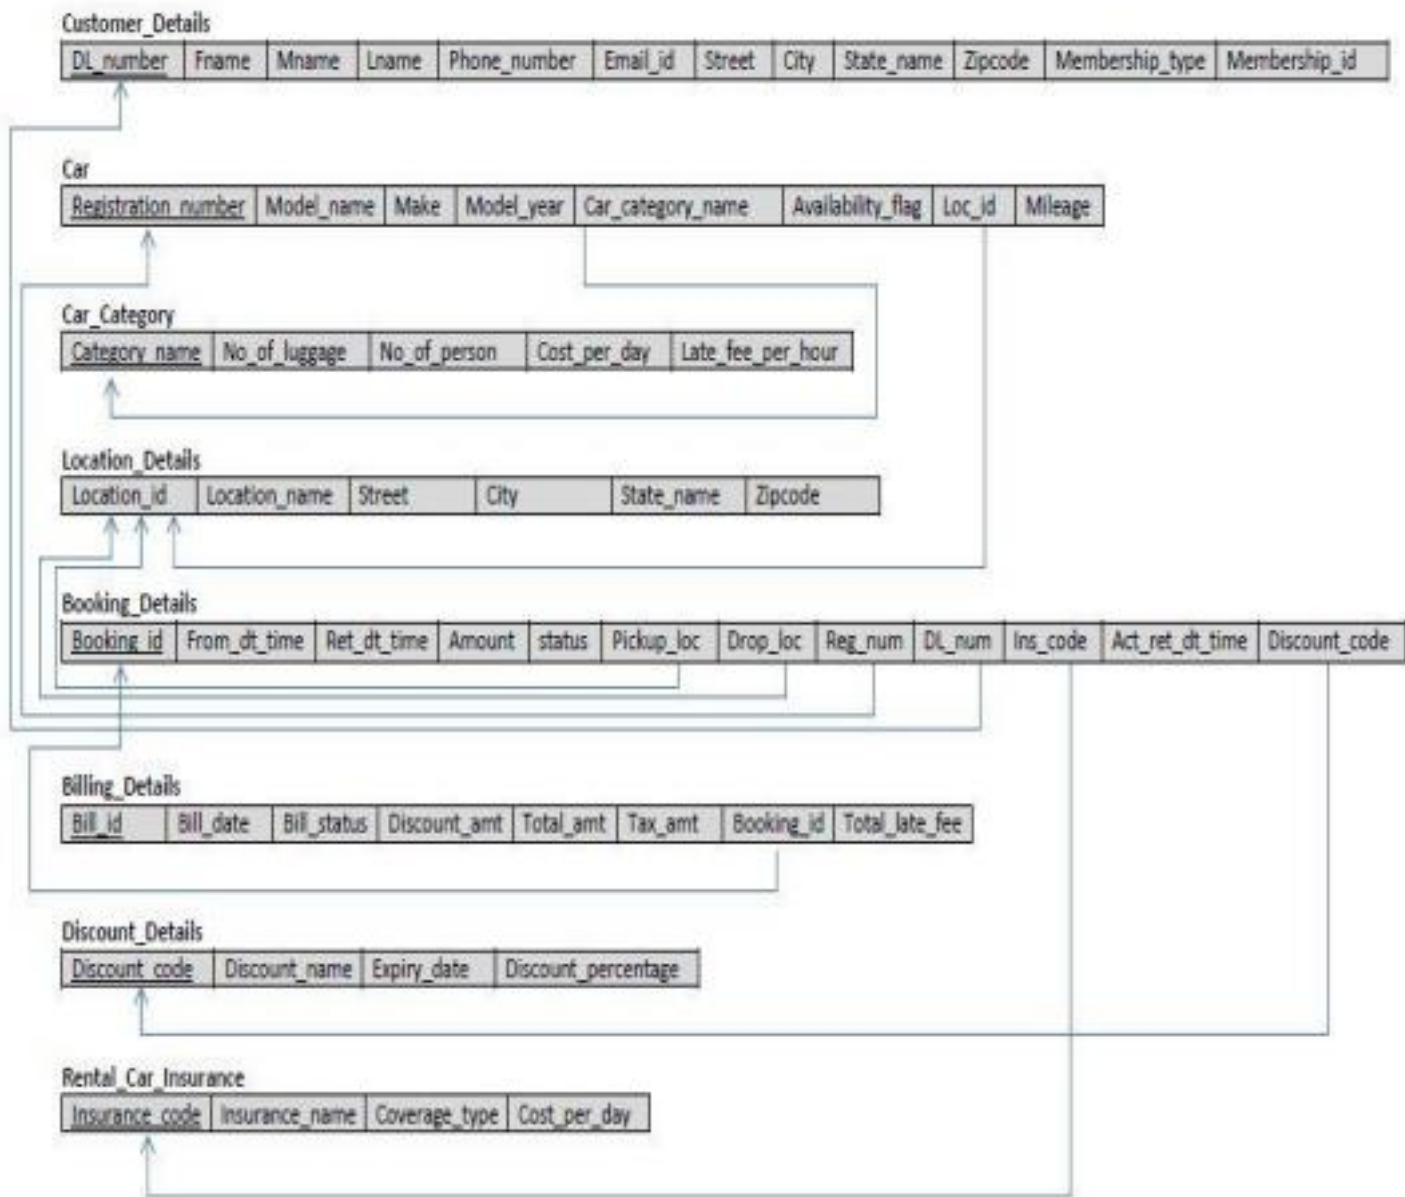 Customer_Details
DL_number Fname Mname Lname Phone_number Email_id Street City State_name Zipcode Membership_type Membership_id
Car
Registration_number Model_name Make Model_year Car_category_name Availability_flag Loc_id Mileage
Car_Category
Category_name No_of_luggage No_of_person Cost_per_day Late_fee_per_hour
Location_Details
Location_id Location_name Street City State_name Zipcode
Booking_Details
Booking_id From_dt_time Ret_dt_time Amount status Pickup_loc Drop_loc Reg_num DL_num Ins_code Act_ret_dt_time Discount_code
Billing_Details
Bill_id Bill_date Bill_status Discount_amt Total_amt Tax_amt Booking_id Total_late_fee
Discount_Details
Discount_code Discount_name Expiry_date Discount_percentage
Rental_Car_Insurance
Insurance_code Insurance_name Coverage_type Cost_per_day